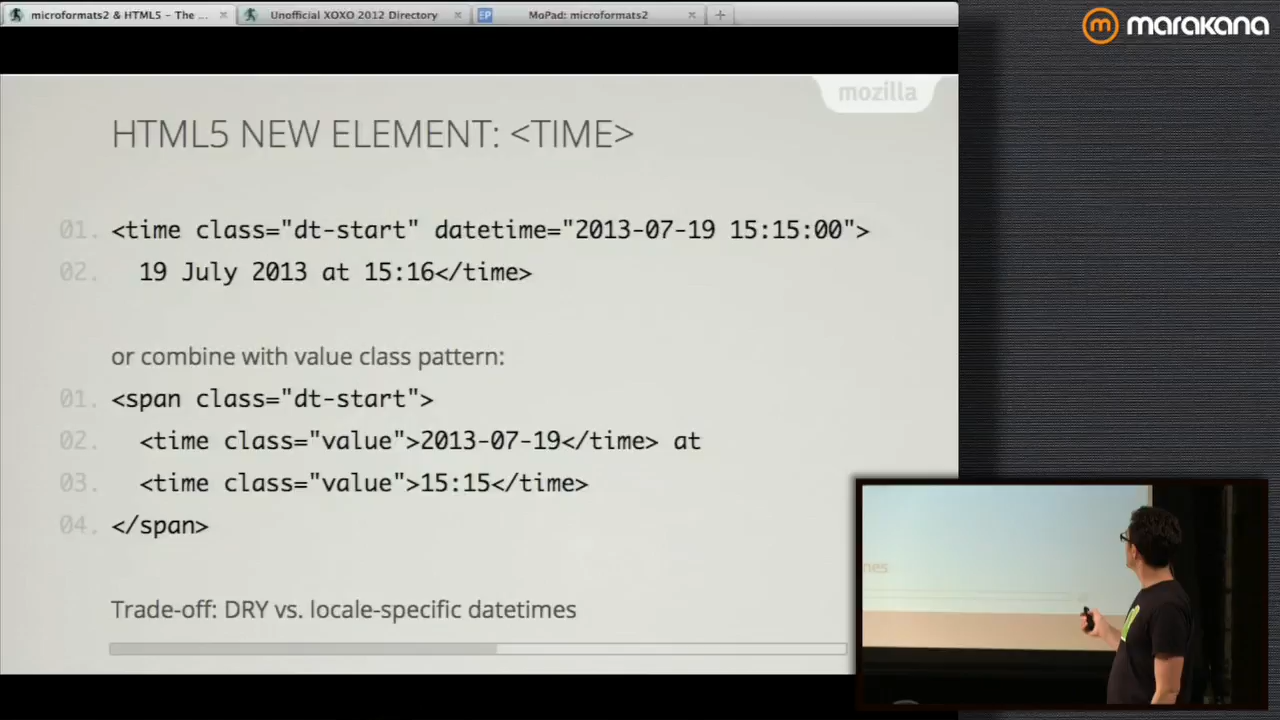 microformats2 & HTML5 - The ...
Unofficial XOXO 2012 Directory
EP
MoPad: microformats2
marakana
mozilla
HTML5 NEW ELEMENT: <TIME>
01. <time class="dt-start" datetime="2013-07-19 15:15:00">
02. 19 July 2013 at 15:16</time>
or combine with value class pattern:
01. <span class="dt-start">
02. <time class="value">2013-07-19</time> at
03. <time class="value">15:15</time>
04. </span>
Trade-off: DRY vs. locale-specific datetimes